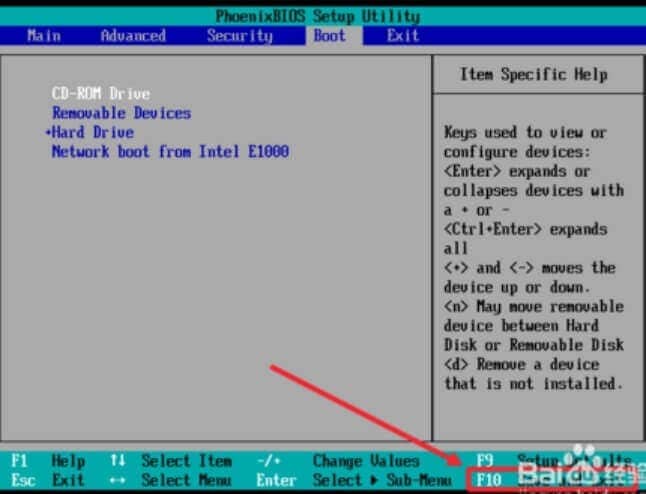 PhoenixBIOS Setup Utility
Main Advanced Security Boot Exit
CD-ROM Drive
Removable Devices
+Hard Drive
Network boot from Intel E1000
Item Specific Help
Keys used to view or
configure devices:
<Enter> expands or
collapses devices with
a + or -
<Ctrl+Enter> expands
all
<+> and <-> moves the
device up or down.
<n> May move removable
device between Hard
Disk or Removable Disk
<d> Remove a device
that is not installed.
F1 Help ↑↓ Select Item -/+ Change Values F9 Setup Defaults
Esc Exit ↔ Select Menu Enter Select ▶ Sub-Menu F10
Bai 经验